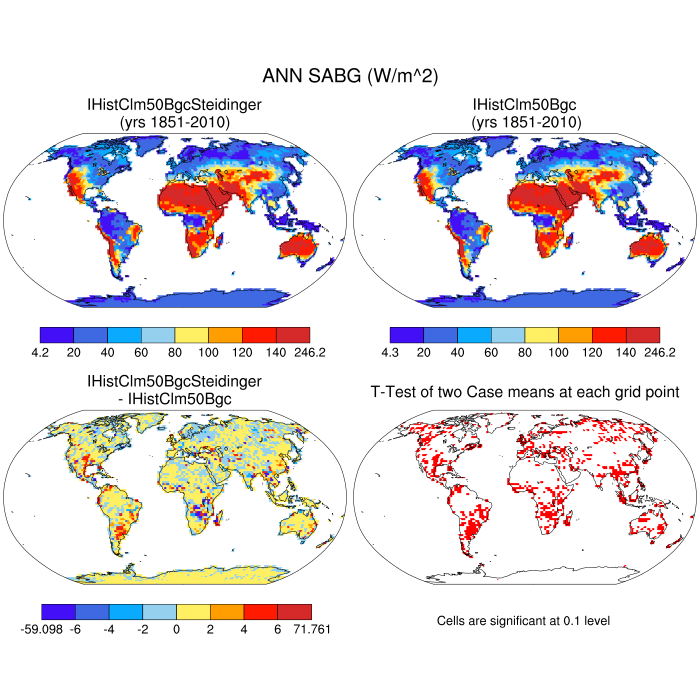 ANN SABG (W/m^2)
IHistClm50BgcSteidinger
(yrs 1851-2010)
IHistClm50Bgc
(yrs 1851-2010)
4.2 20 40 60 80 100 120 140 246.2
4.3 20 40 60 80 100 120 140 246.2
IHistClm50BgcSteidinger
- IHistClm50Bgc
T-Test of two Case means at each grid point
-59.098 -6 -4 -2 0 2 4 6 71.761
Cells are significant at 0.1 level